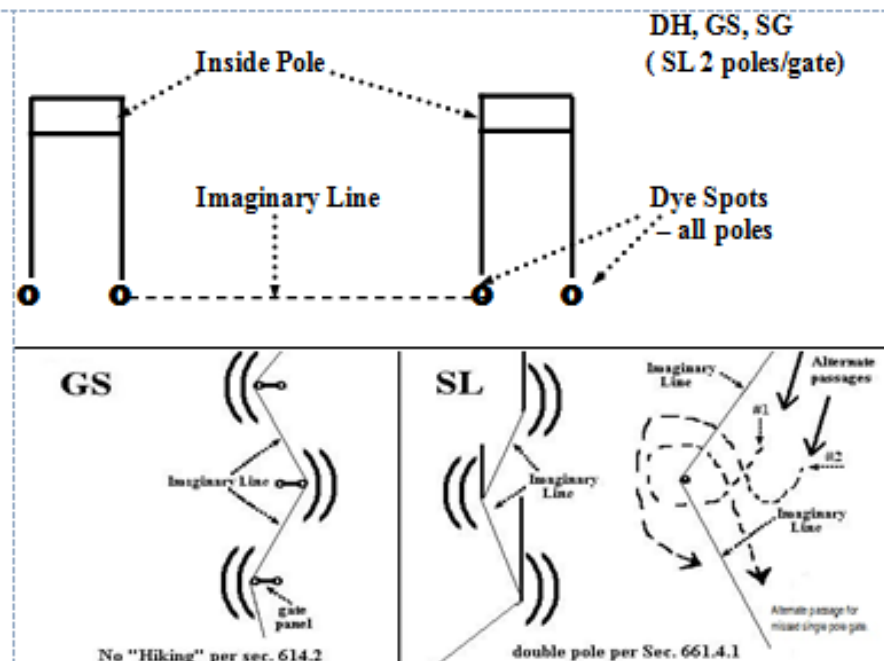 DH, GS, SG
( SL 2 poles/gate)
Inside Pole
Imaginary Line
Dye Spots
– all poles
GS
Imaginary Line
gate
panel
No "Hiking" per sec. 614.2
SL
Imaginary
Line
double pole per Sec. 661.4.1
Imaginary
Line
Alternate
passages
#1
#2
Imaginary
Line
Alternate passage for
missed single pole gate.